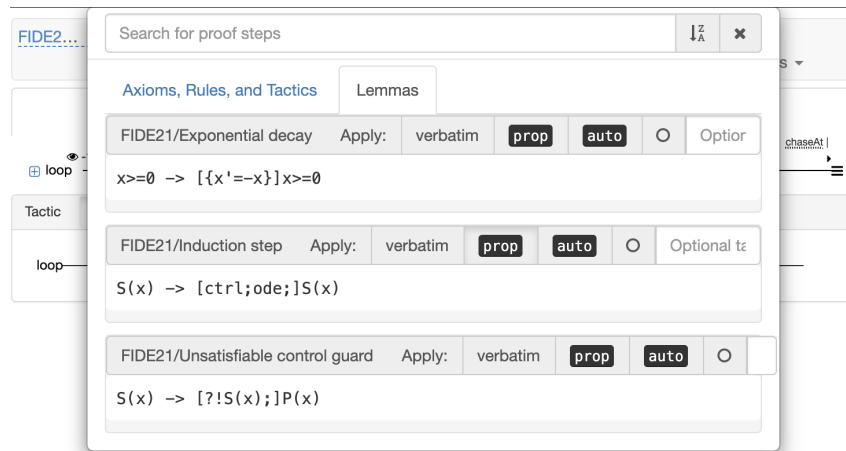 FIDE2...
Search for proof steps
s
Axioms, Rules, and Tactics Lemmas
FIDE21/Exponential decay Apply: verbatim prop auto Option
chaseAt |
loop
x>=0 -> [{x'=-x}]x>=0
Tactic
FIDE21/Induction step Apply: verbatim prop auto Optional ta
loop
S(x) -> [ctrl;ode;]S(x)
FIDE21/Unsatisfiable control guard Apply: verbatim prop auto
S(x) -> [?!S(x);]P(x)